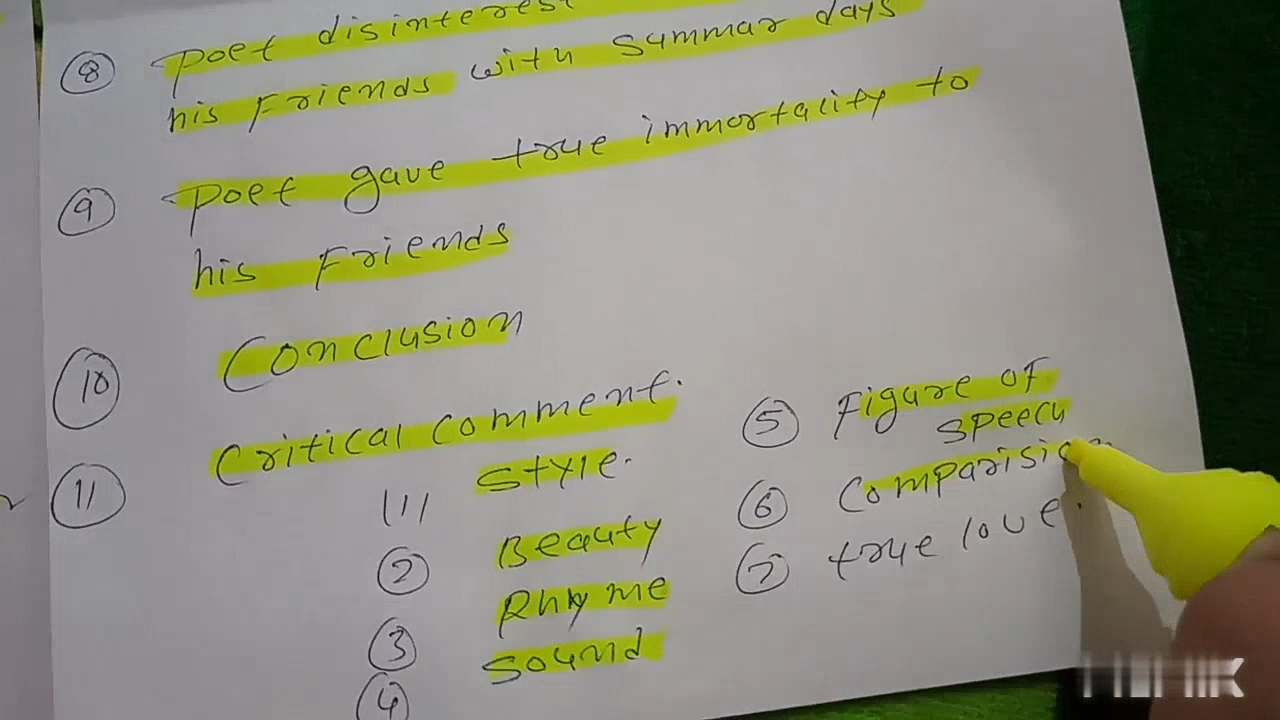 ⑧ poet disinterest
his Friends with Summar days
⑨ poet gave true immortality to
his Friends
⑩ Conclusion
⑪ Critical comment.
(1) Style.
② Beauty
③ Rhyme
④ Sound
⑤ Figure of
speech
⑥ Comparision
⑦ true love.